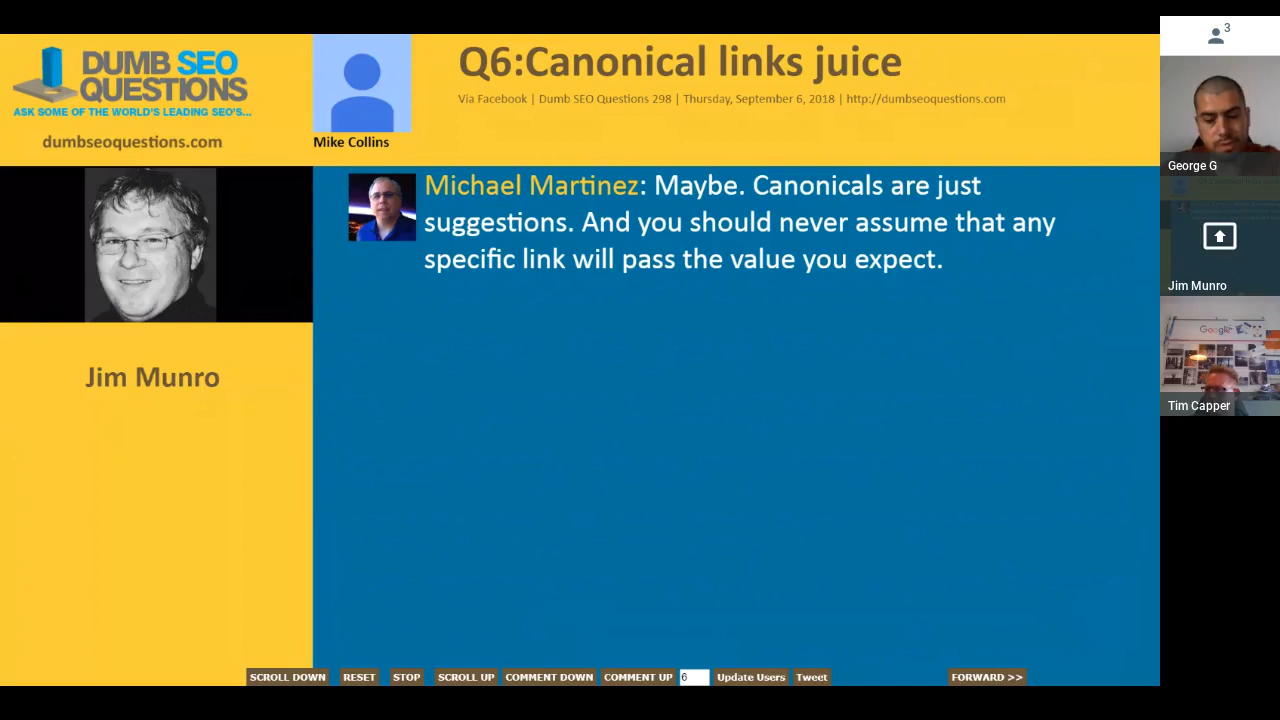 DUMB SEO
QUESTIONS
ASK SOME OF THE WORLD'S LEADING SEO'S...
dumbseoquestions.com
Mike Collins
Q6:Canonical links juice
Via Facebook | Dumb SEO Questions 298 | Thursday, September 6, 2018 | http://dumbseoquestions.com
Jim Munro
Michael Martinez: Maybe. Canonicals are just
suggestions. And you should never assume that any
specific link will pass the value you expect.
SCROLL DOWN RESET STOP SCROLL UP COMMENT DOWN COMMENT UP 6 Update Users Tweet FORWARD >>
3
George G
Jim Munro
Google
Tim Capper